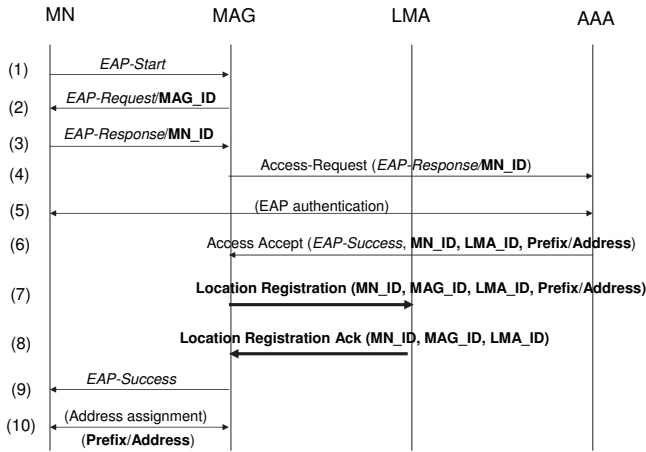 MN MAG LMA AAA
(1) EAP-Start
(2) EAP-Request/MAG_ID
(3) EAP-Response/MN_ID
(4) Access-Request (EAP-Response/MN_ID)
(5) (EAP authentication)
(6) Access Accept (EAP-Success, MN_ID, LMA_ID, Prefix/Address)
(7) Location Registration (MN_ID, MAG_ID, LMA_ID, Prefix/Address)
(8) Location Registration Ack (MN_ID, MAG_ID, LMA_ID)
(9) EAP-Success
(10) (Address assignment)
(Prefix/Address)